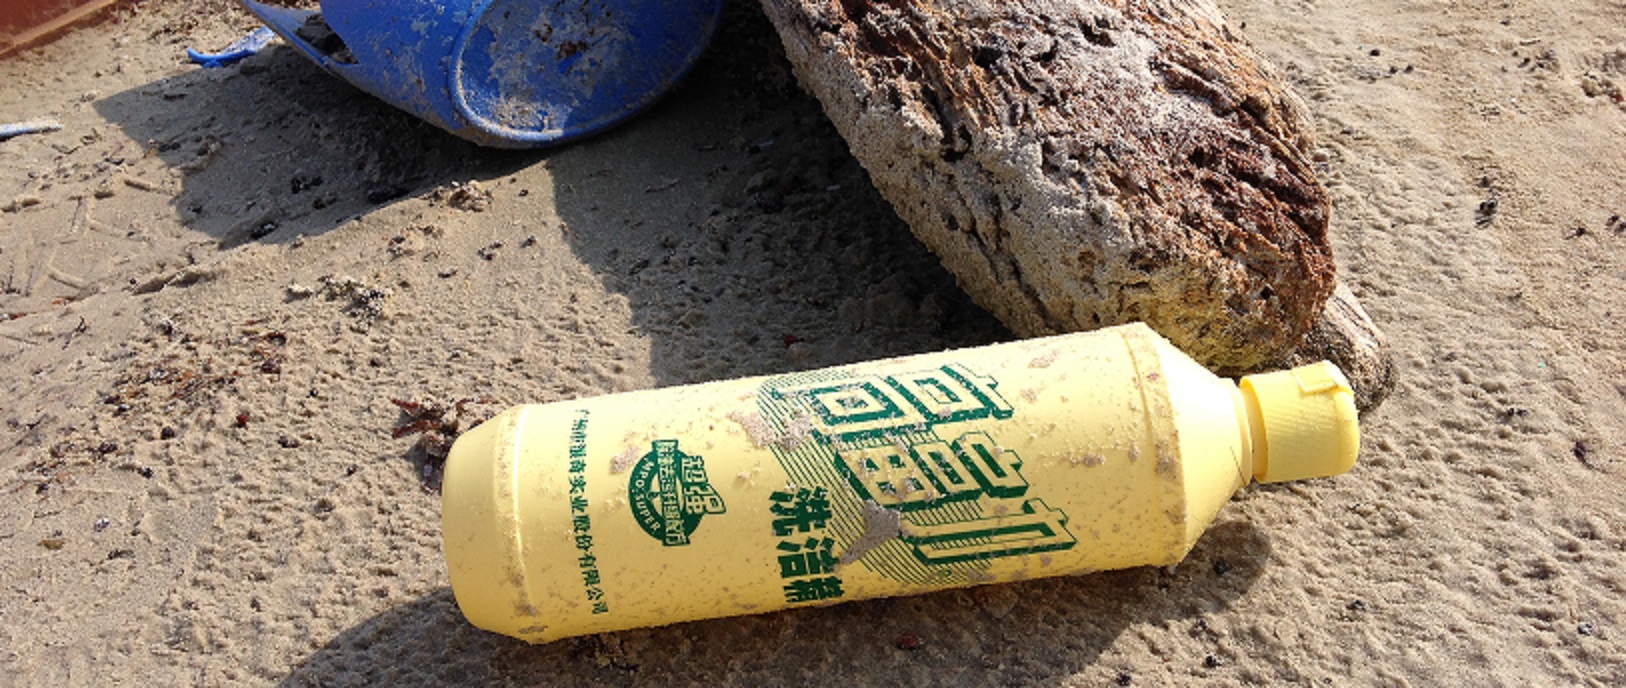 高富力
洗洁精
超强
SUPER
广州市浪奇实业股份有限公司